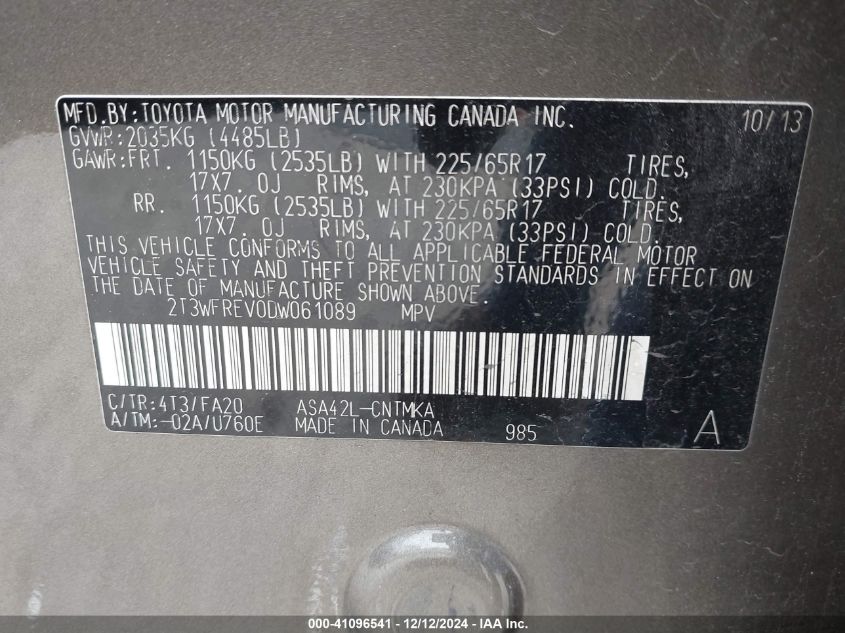 MFD. BY: TOYOTA MOTOR MANUFACTURING CANADA INC. 10/13
GVWR: 2035KG (4485LB)
GAWR: FRT. 1150KG (2535LB) WITH 225/65R17 TIRES,
17X7.0J RIMS, AT 230KPA (33PSI) COLD.
RR. 1150KG (2535LB) WITH 225/65R17 TIRES,
17X7.0J RIMS, AT 230KPA (33PSI) COLD.
THIS VEHICLE CONFORMS TO ALL APPLICABLE FEDERAL MOTOR
VEHICLE SAFETY AND THEFT PREVENTION STANDARDS IN EFFECT ON
THE DATE OF MANUFACTURE SHOWN ABOVE.
2T3WFREV0DW061089 MPV
C/TR: 4T3/FA20 ASA42L-CNTMKA
A/TM: -02A/U760E MADE IN CANADA 985 A
000-41096541 - 12/12/2024 - IAA Inc.